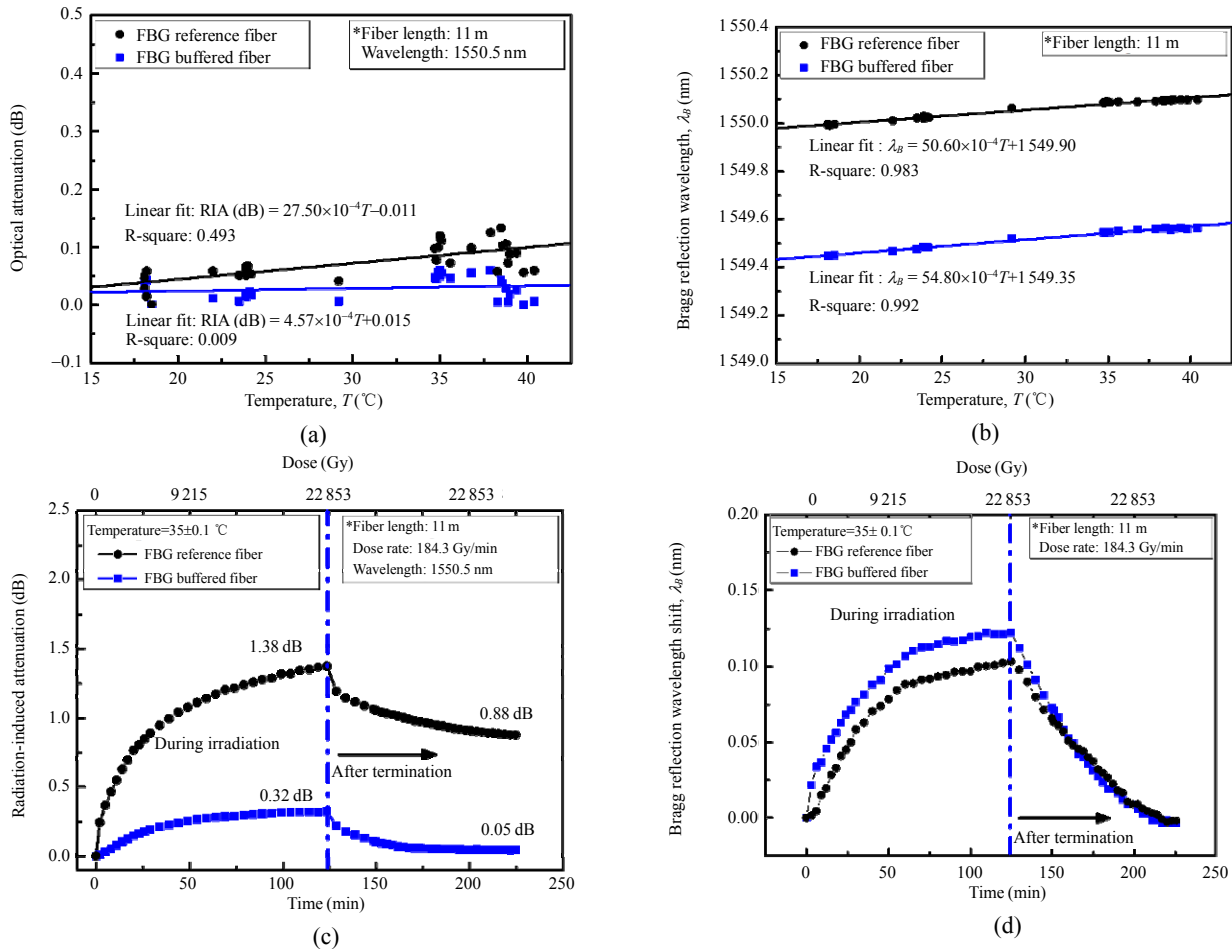 0.5
0.4
0.3
0.2
0.1
0.0
–0.1
Optical attenuation (dB)
FBG reference fiber
FBG buffered fiber
*Fiber length: 11 m
Wavelength: 1550.5 nm
Linear fit: RIA (dB) = 27.50×10⁻⁴T–0.011
R-square: 0.493
Linear fit: RIA (dB) = 4.57×10⁻⁴T+0.015
R-square: 0.009
15 20 25 30 35 40
Temperature, T (℃)
(a)
1 550.4
1 550.2
1 550.0
1 549.8
1 549.6
1 549.4
1 549.2
1 549.0
Bragg reflection wavelength, λB (nm)
FBG reference fiber
FBG buffered fiber
*Fiber length: 11 m
Linear fit : λB = 50.60×10⁻⁴T+1 549.90
R-square: 0.983
Linear fit : λB = 54.80×10⁻⁴T+1 549.35
R-square: 0.992
15 20 25 30 35 40
Temperature, T (℃)
(b)
Dose (Gy)
0 9 215 22 853 22 853
2.5
2.0
1.5
1.0
0.5
0.0
Radiation-induced attenuation (dB)
Temperature=35±0.1 ℃
FBG reference fiber
FBG buffered fiber
*Fiber length: 11 m
Dose rate: 184.3 Gy/min
Wavelength: 1550.5 nm
1.38 dB
0.88 dB
During irradiation
After termination
0.32 dB
0.05 dB
0 50 100 150 200 250
Time (min)
(c)
Dose (Gy)
0 9 215 22 853 22 853
0.20
0.15
0.10
0.05
0.00
Bragg reflection wavelength shift, λB (nm)
Temperature=35± 0.1℃
FBG reference fiber
FBG buffered fiber
*Fiber length: 11 m
Dose rate: 184.3 Gy/min
During irradiation
After termination
0 50 100 150 200 250
Time (min)
(d)